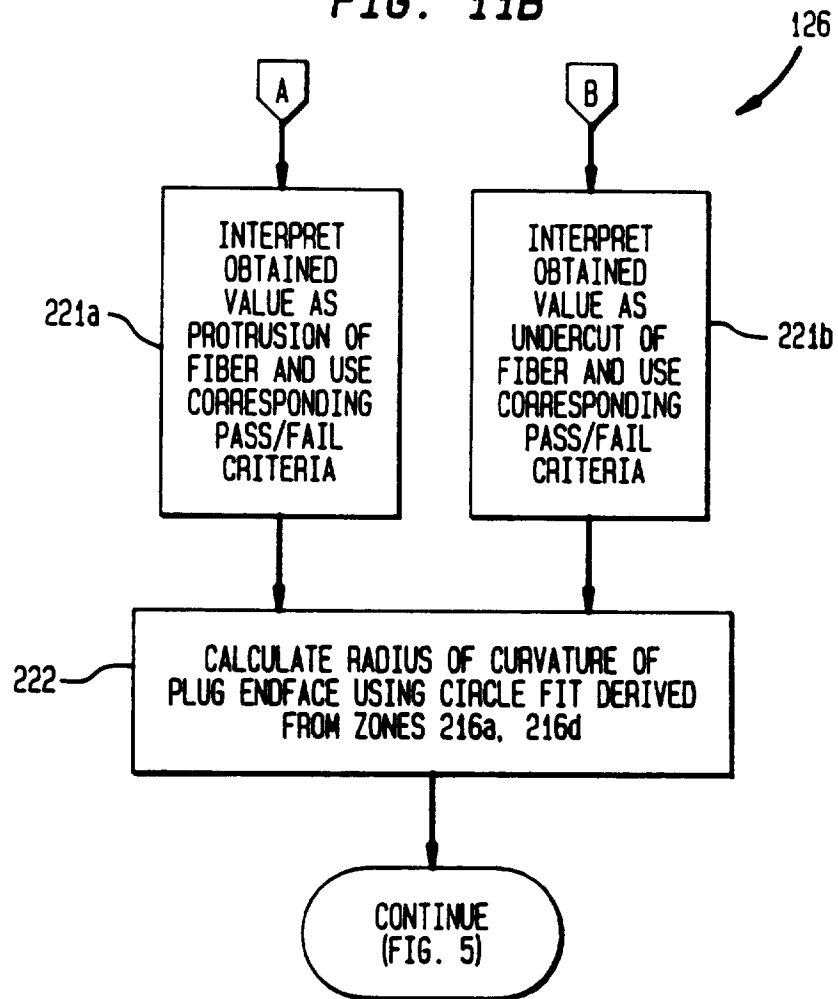 FIG. 11B
126
A
B
INTERPRET
OBTAINED
VALUE AS
PROTRUSION OF
FIBER AND USE
CORRESPONDING
PASS/FAIL
CRITERIA
221a
INTERPRET
OBTAINED
VALUE AS
UNDERCUT OF
FIBER AND USE
CORRESPONDING
PASS/FAIL
CRITERIA
221b
222
CALCULATE RADIUS OF CURVATURE OF
PLUG ENDFACE USING CIRCLE FIT DERIVED
FROM ZONES 216a, 216d
CONTINUE
(FIG. 5)